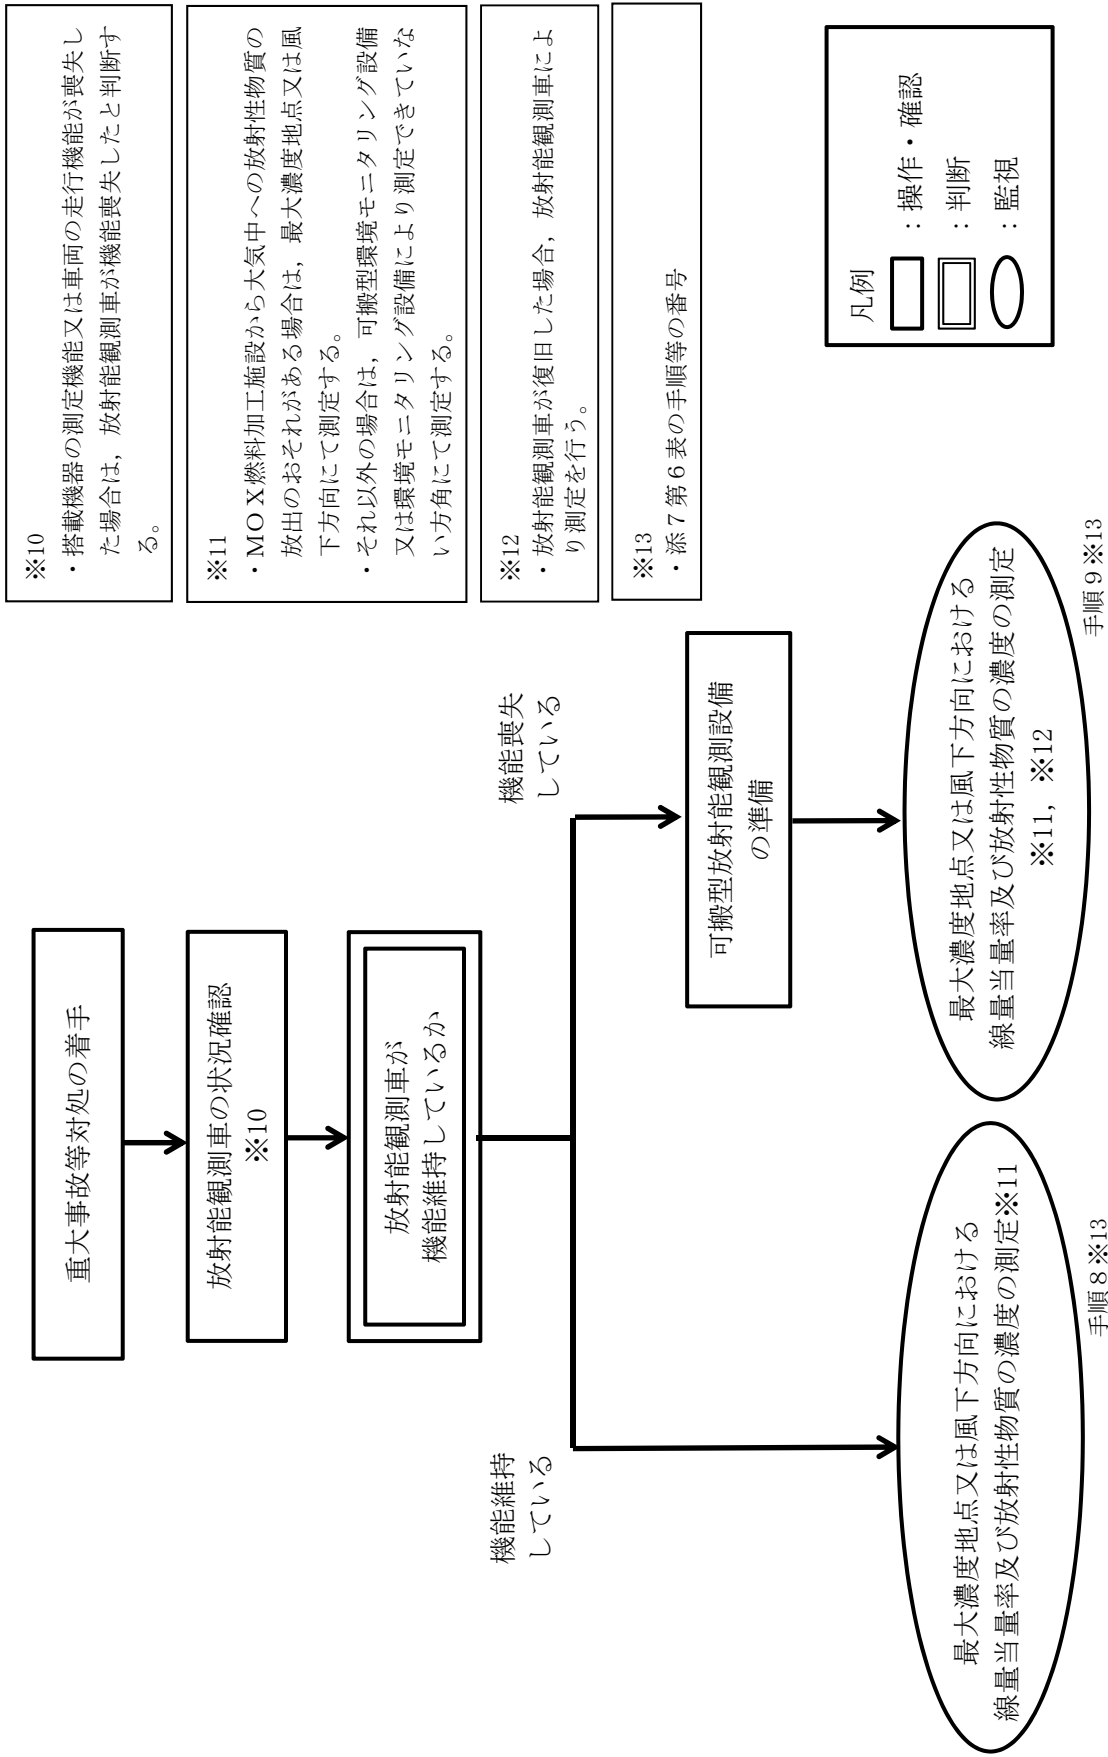 重大事故等対処の着手
放射能観測車の状況確認
※10
放射能観測車が
機能維持しているか
機能維持
している
機能喪失
している
可搬型放射能観測設備
の準備
最大濃度地点又は風下方向における
線量当量率及び放射性物質の濃度の測定※11
手順８※13
最大濃度地点又は風下方向における
線量当量率及び放射性物質の濃度の測定
※11，※12
手順９※13
※10
・搭載機器の測定機能又は車両の走行機能が喪失し
た場合は，放射能観測車が機能喪失したと判断す
る。
※11
・ＭＯＸ燃料加工施設から大気中への放射性物質の
放出のおそれがある場合は，最大濃度地点又は風
下方向にて測定する。
・それ以外の場合は，可搬型環境モニタリング設備
又は環境モニタリング設備により測定できていな
い方角にて測定する。
※12
・放射能観測車が復旧した場合，放射能観測車によ
り測定を行う。
※13
・添７第６表の手順等の番号
凡例
：操作・確認
：判断
：監視